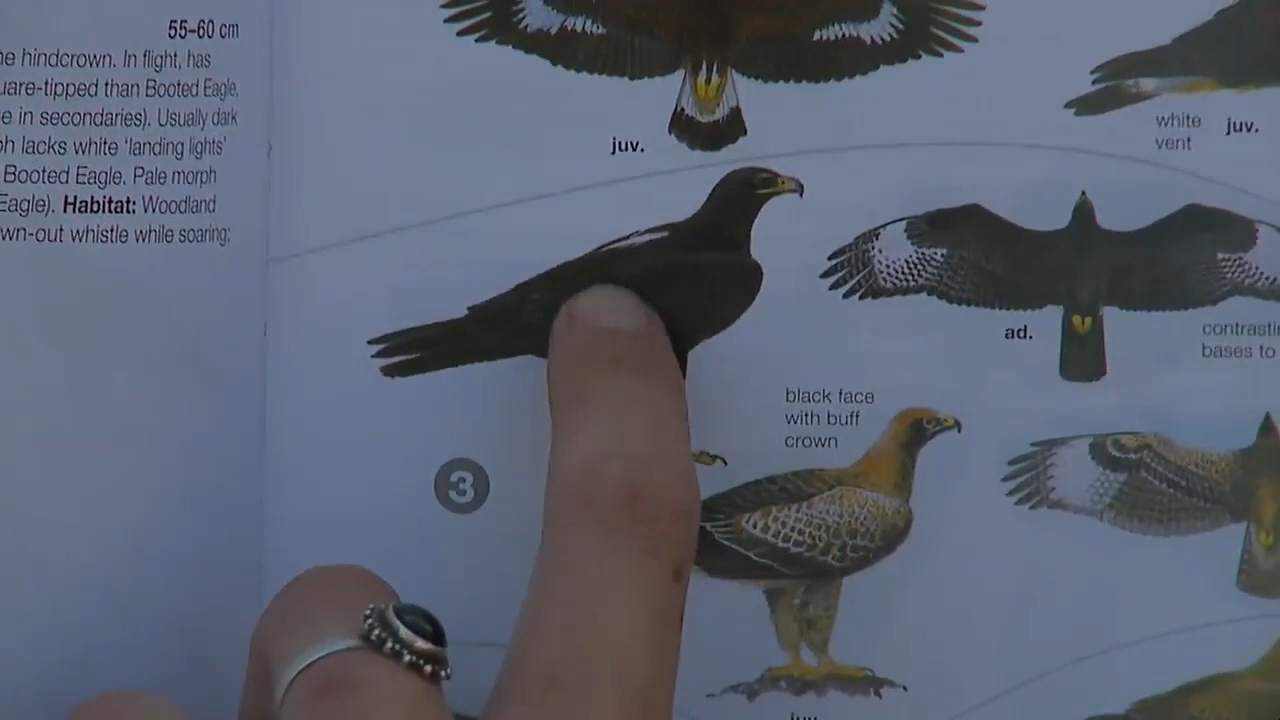 55–60 cm
he hindcrown. In flight, has
uare-tipped than Booted Eagle,
e in secondaries). Usually dark
ph lacks white 'landing lights'
Booted Eagle. Pale morph
Eagle). Habitat: Woodland
wn-out whistle while soaring;
juv.
white
vent
juv.
ad.
contrasti
bases to
black face
with buff
crown
3
juv